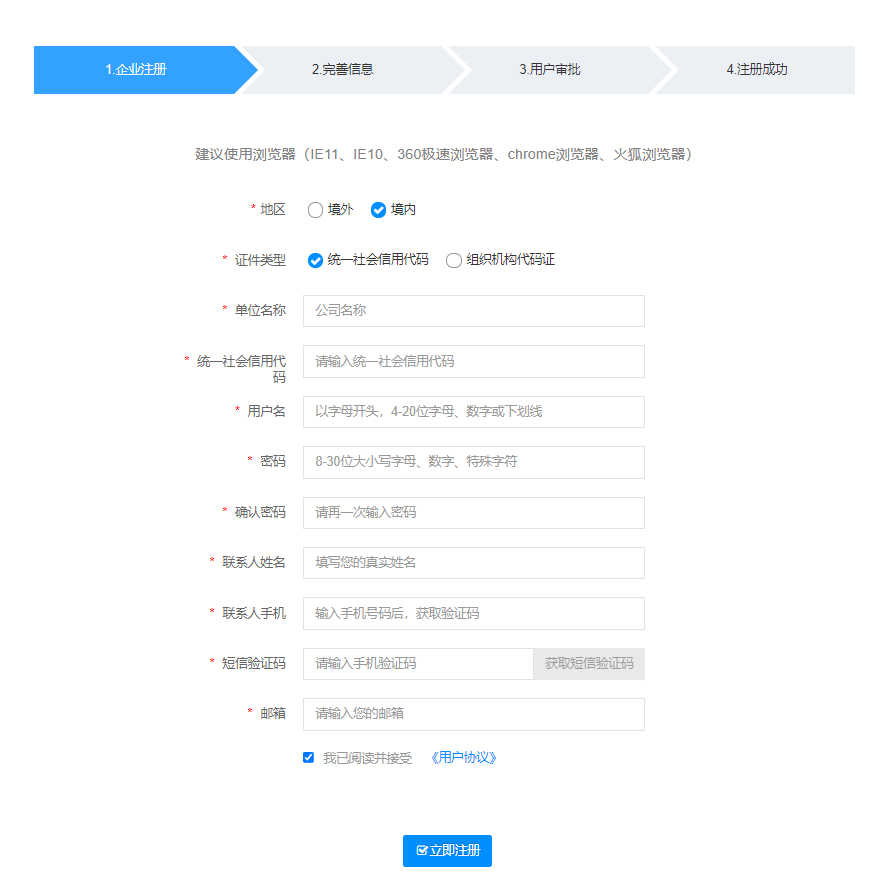 1.企业注册 2.完善信息 3.用户审批 4.注册成功
建议使用浏览器（IE11、IE10、360极速浏览器、chrome浏览器、火狐浏览器）
* 地区 境外 境内
* 证件类型 统一社会信用代码 组织机构代码证
* 单位名称 公司名称
* 统一社会信用代 请输入统一社会信用代码
码
* 用户名 以字母开头，4-20位字母、数字或下划线
* 密码 8-30位大小写字母、数字、特殊字符
* 确认密码 请再一次输入密码
* 联系人姓名 填写您的真实姓名
* 联系人手机 输入手机号码后，获取验证码
* 短信验证码 请输入手机验证码 获取短信验证码
* 邮箱 请输入您的邮箱
我已阅读并接受 《用户协议》
立即注册